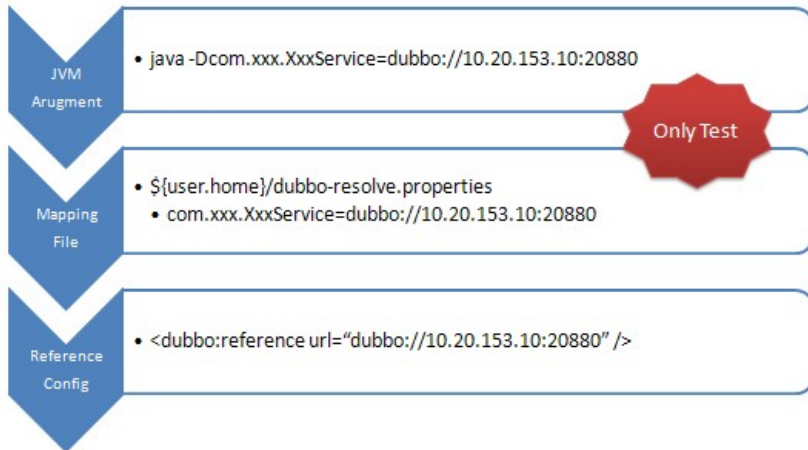 JVM
Arugment
• java -Dcom.xxx.XxxService=dubbo://10.20.153.10:20880
Only Test
Mapping
File
• ${user.home}/dubbo-resolve.properties
• com.xxx.XxxService=dubbo://10.20.153.10:20880
Reference
Config
• <dubbo:reference url=“dubbo://10.20.153.10:20880” />